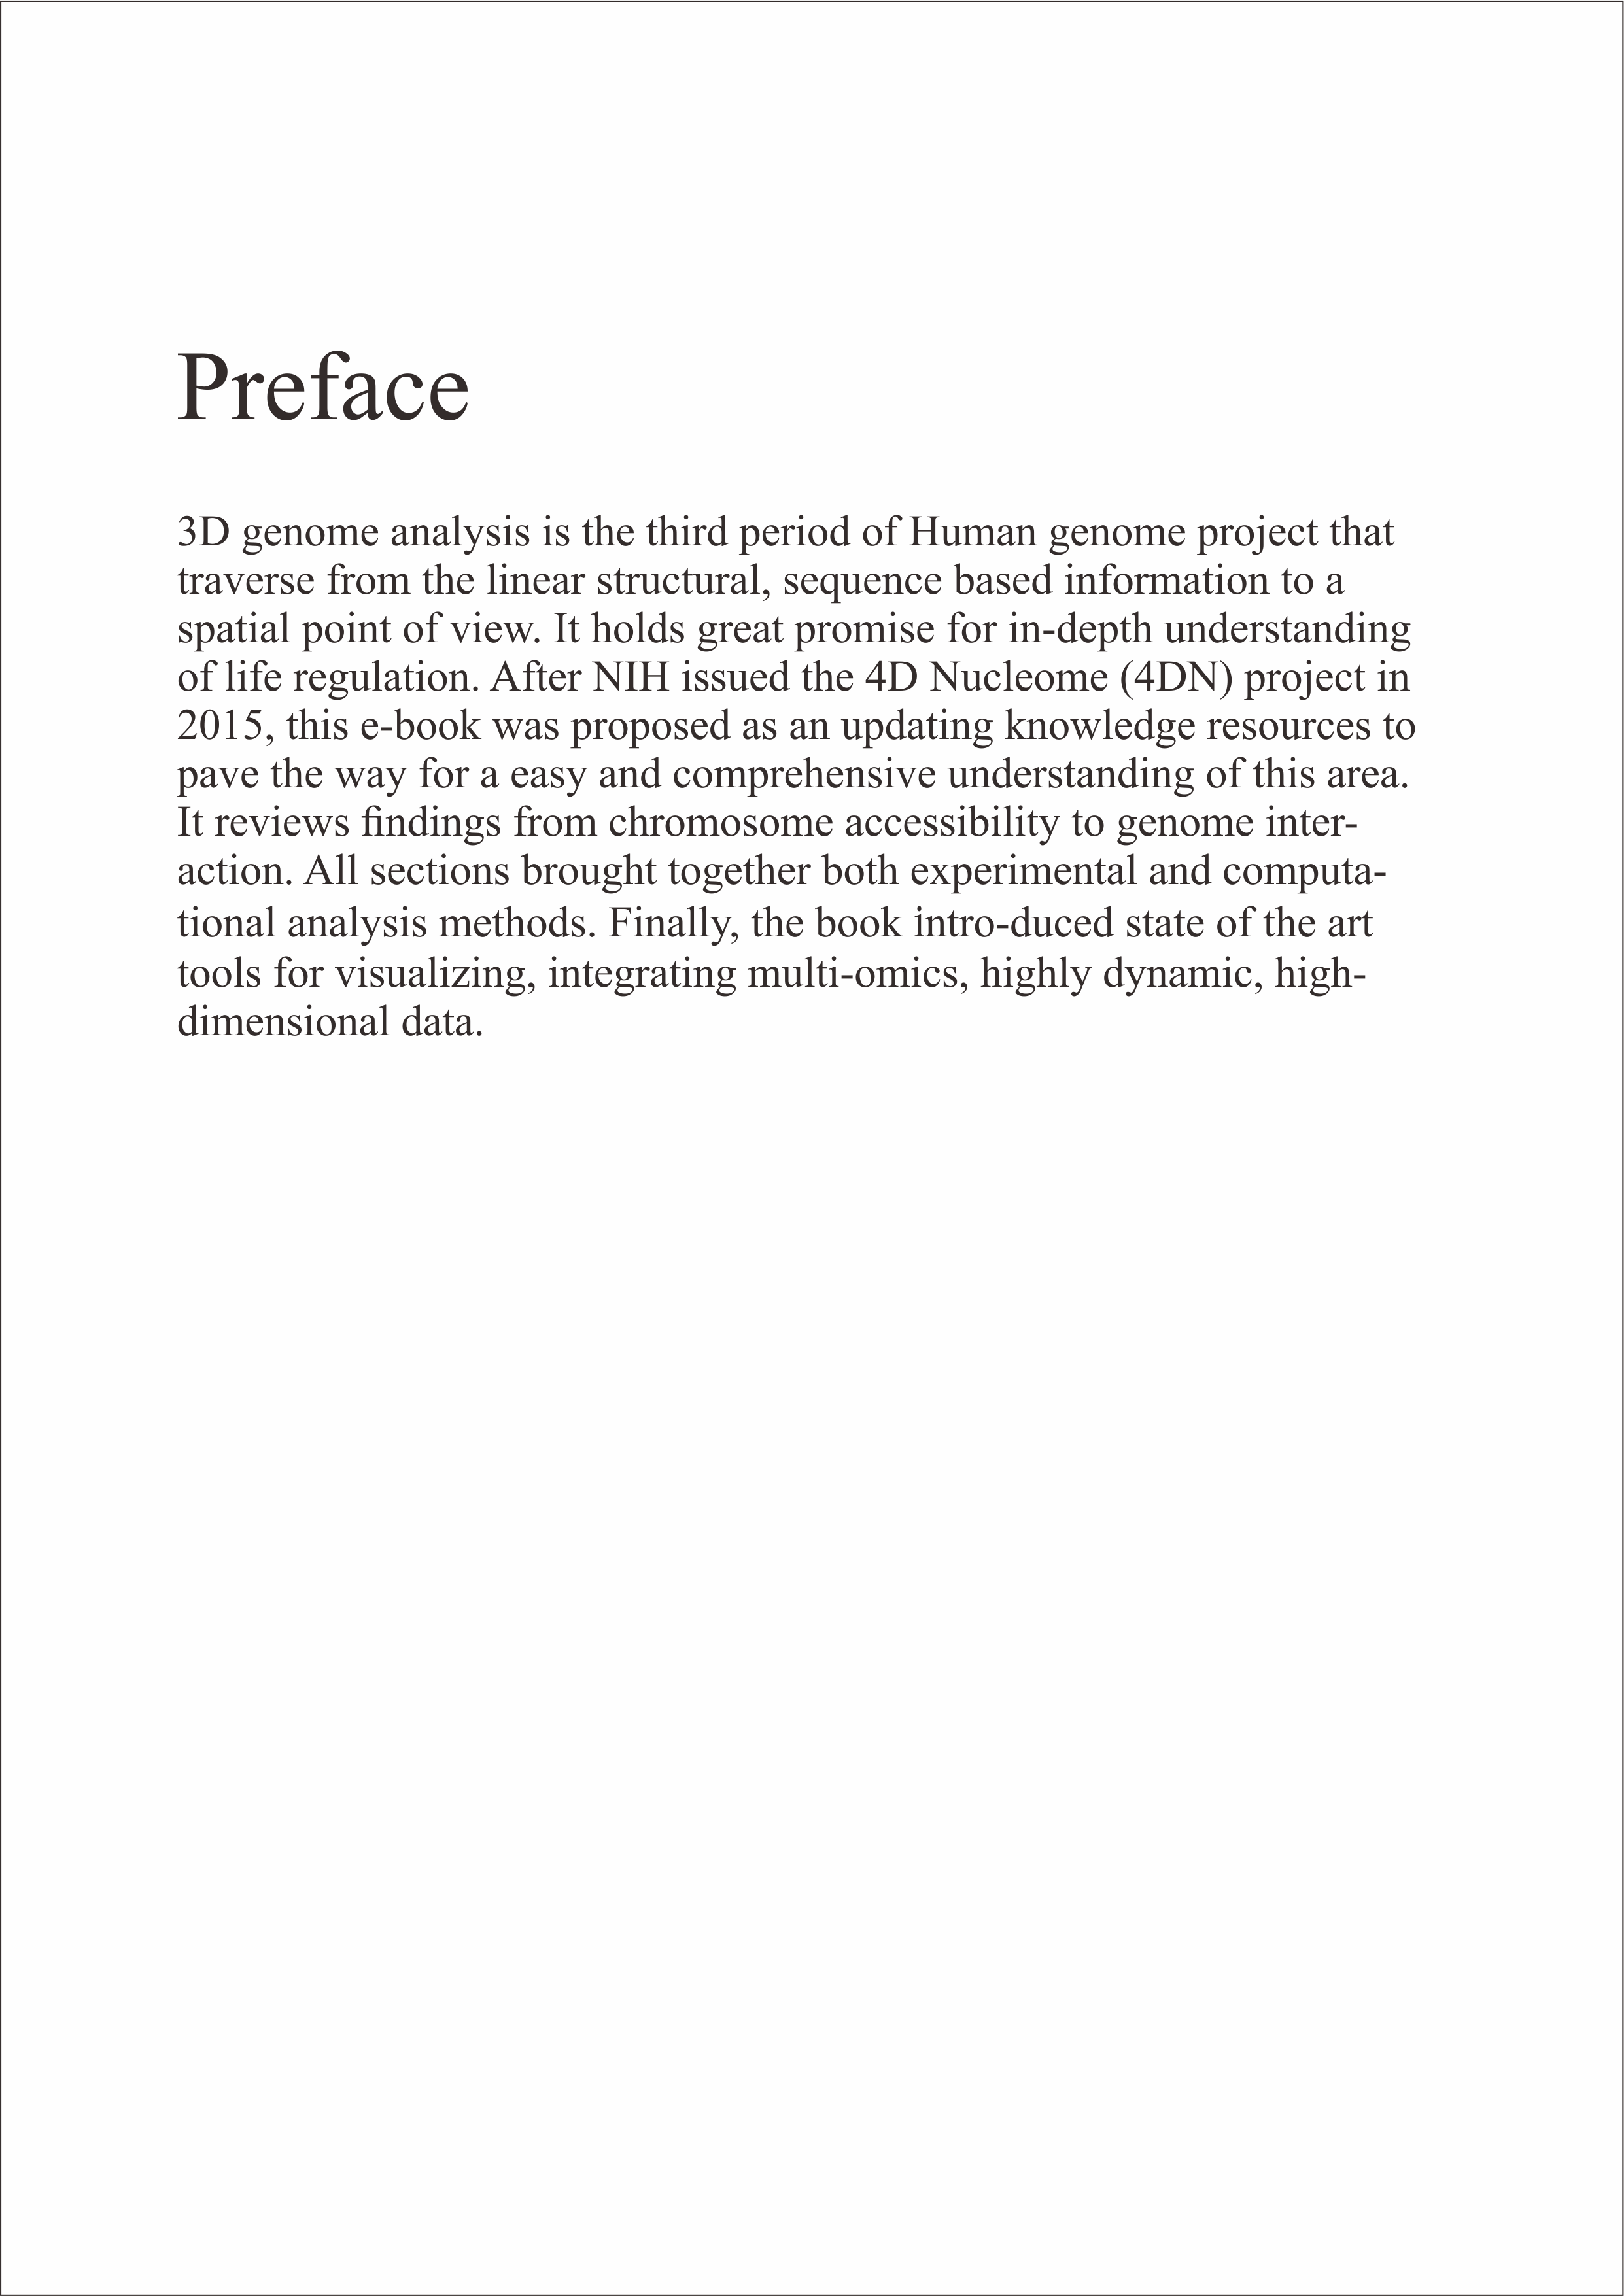 Preface
3D genome analysis is the third period of Human genome project that
traverse from the linear structural, sequence based information to a
spatial point of view. It holds great promise for in-depth understanding
of life regulation. After NIH issued the 4D Nucleome (4DN) project in
2015, this e-book was proposed as an updating knowledge resources to
pave the way for a easy and comprehensive understanding of this area.
It reviews findings from chromosome accessibility to genome inter-
action. All sections brought together both experimental and computa-
tional analysis methods. Finally, the book intro-duced state of the art
tools for visualizing, integrating multi-omics, highly dynamic, high-
dimensional data.